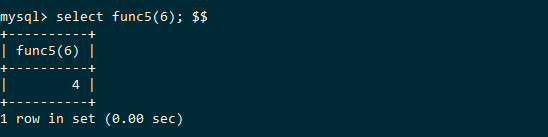 mysql> select func5(6); $$
+----------+
| func5(6) |
+----------+
|        4 |
+----------+
1 row in set (0.00 sec)